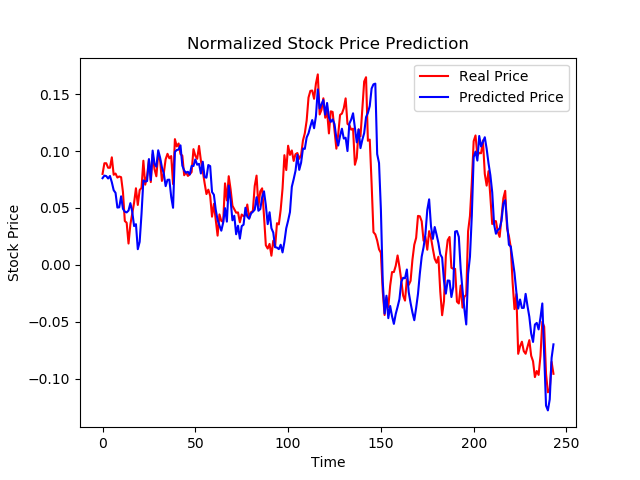 Normalized Stock Price Prediction
Real Price
Predicted Price
Stock Price
0.15
0.10
0.05
0.00
−0.05
−0.10
0 50 100 150 200 250
Time